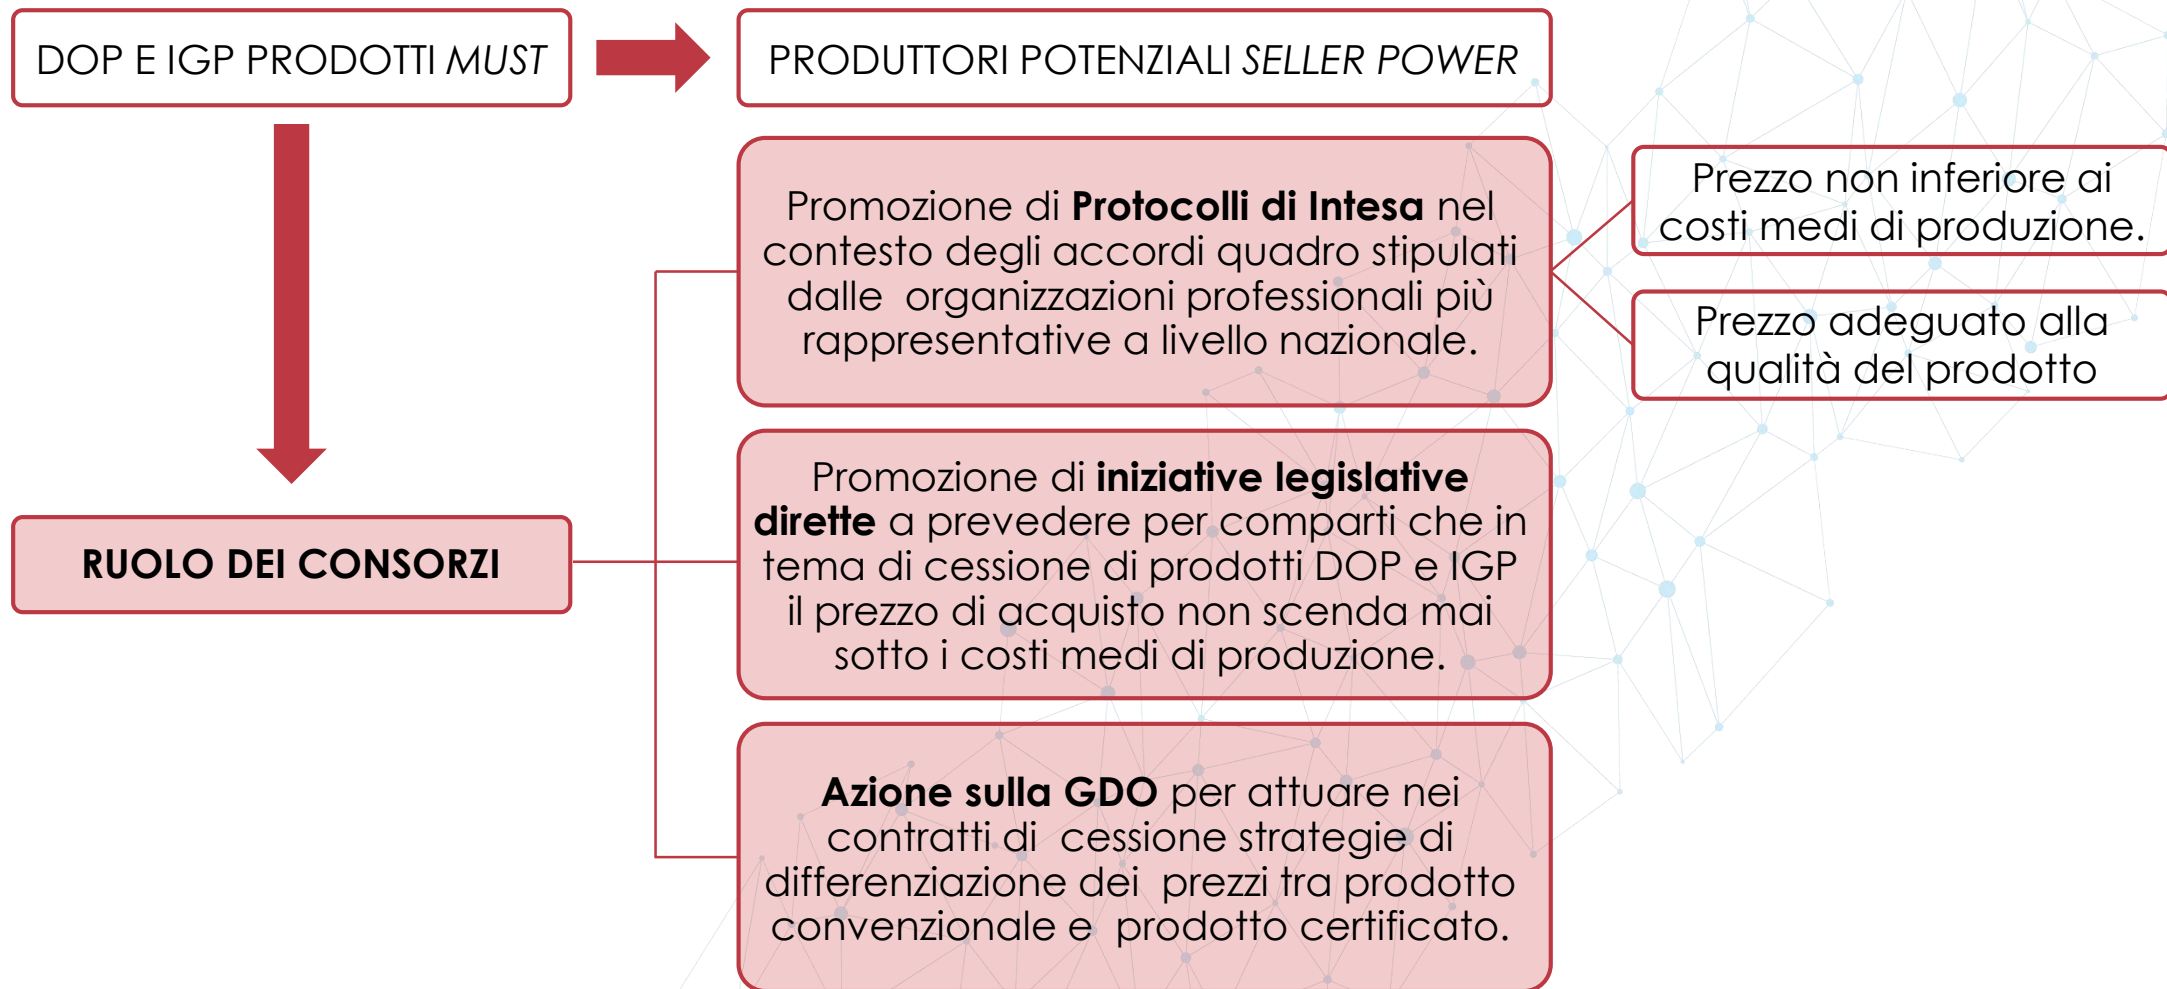 DOP E IGP PRODOTTI MUST
PRODUTTORI POTENZIALI SELLER POWER
Promozione di Protocolli di Intesa nel
contesto degli accordi quadro stipulati
dalle organizzazioni professionali più
rappresentative a livello nazionale.
Prezzo non inferiore ai
costi medi di produzione.
Prezzo adeguato alla
qualità del prodotto
RUOLO DEI CONSORZI
Promozione di iniziative legislative
dirette a prevedere per comparti che in
tema di cessione di prodotti DOP e IGP
il prezzo di acquisto non scenda mai
sotto i costi medi di produzione.
Azione sulla GDO per attuare nei
contratti di cessione strategie di
differenziazione dei prezzi tra prodotto
convenzionale e prodotto certificato.